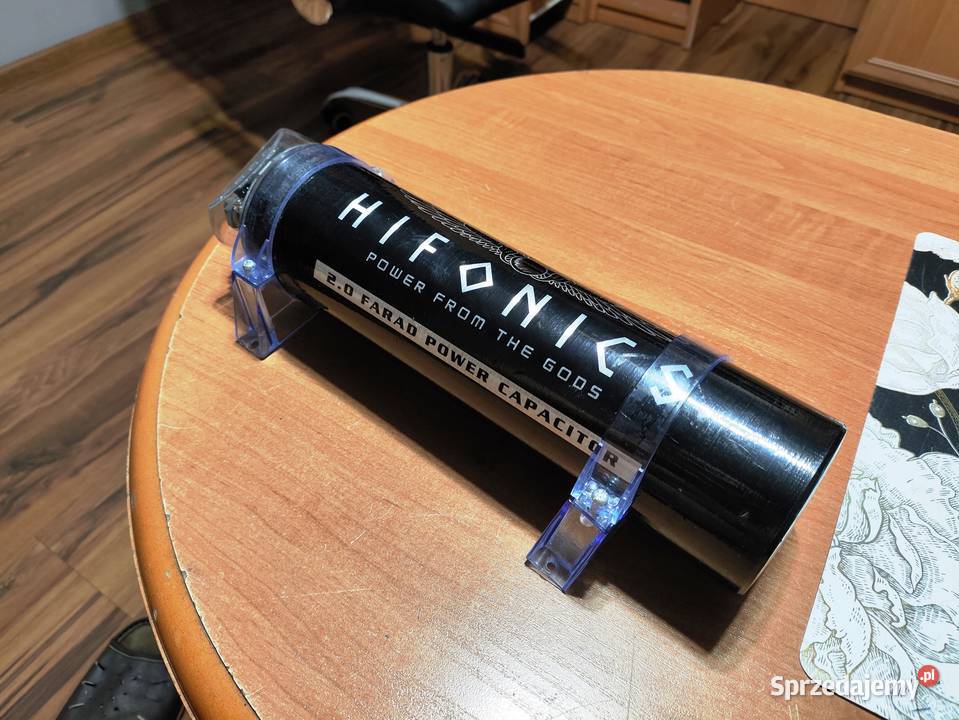 HIFONICS
POWER FROM THE GODS
2.0 FARAD POWER CAPACITOR
Sprzedajemy.pl